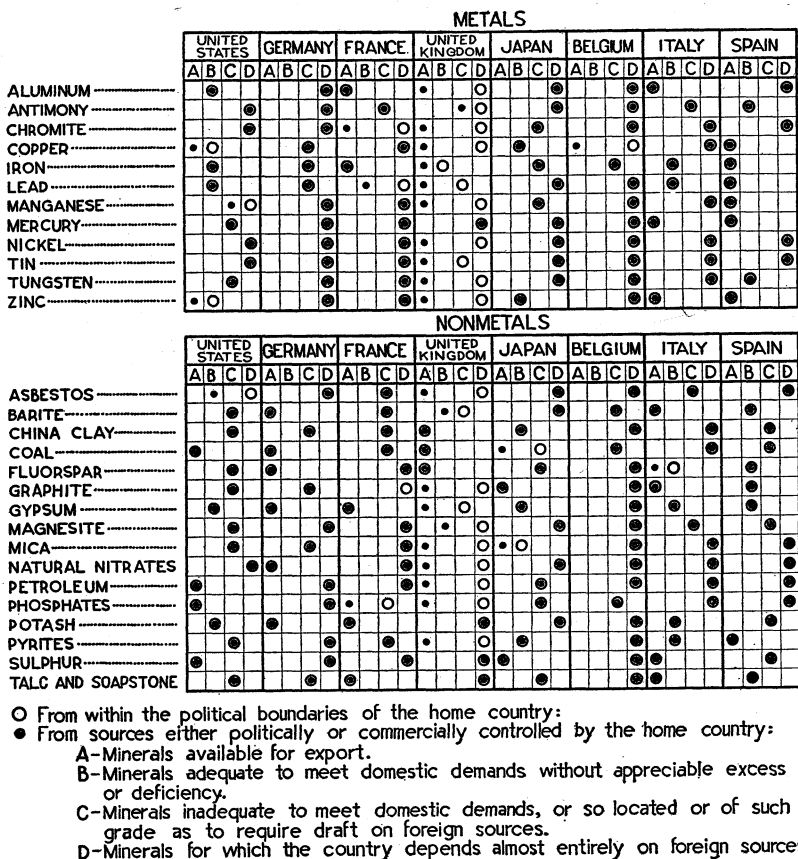 METALS
UNITED STATES GERMANY FRANCE. UNITED KINGDOM JAPAN BELGIUM ITALY SPAIN
A B C D A B C D A B C D A B C D A B C D A B C D A B C D A B C D
ALUMINUM
ANTIMONY
CHROMITE
COPPER
IRON
LEAD
MANGANESE
MERCURY
NICKEL
TIN
TUNGSTEN
ZINC
NONMETALS
UNITED STATES GERMANY FRANCE UNITED KINGDOM JAPAN BELGIUM ITALY SPAIN
A B C D A B C D A B C D A B C D A B C D A B C D A B C D A B C D
ASBESTOS
BARITE
CHINA CLAY
COAL
FLUORSPAR
GRAPHITE
GYPSUM
MAGNESITE
MICA
NATURAL NITRATES
PETROLEUM
PHOSPHATES
POTASH
PYRITES
SULPHUR
TALC AND SOAPSTONE
From within the political boundaries of the home country:
From sources either politically or commercially controlled by the home country:
A-Minerals available for export.
B-Minerals adequate to meet domestic demands without appreciable excess
or deficiency.
C-Minerals inadequate to meet domestic demands, or so located or of such
grade as to require draft on foreign sources.
D-Minerals for which the country depends almost entirely on foreign source